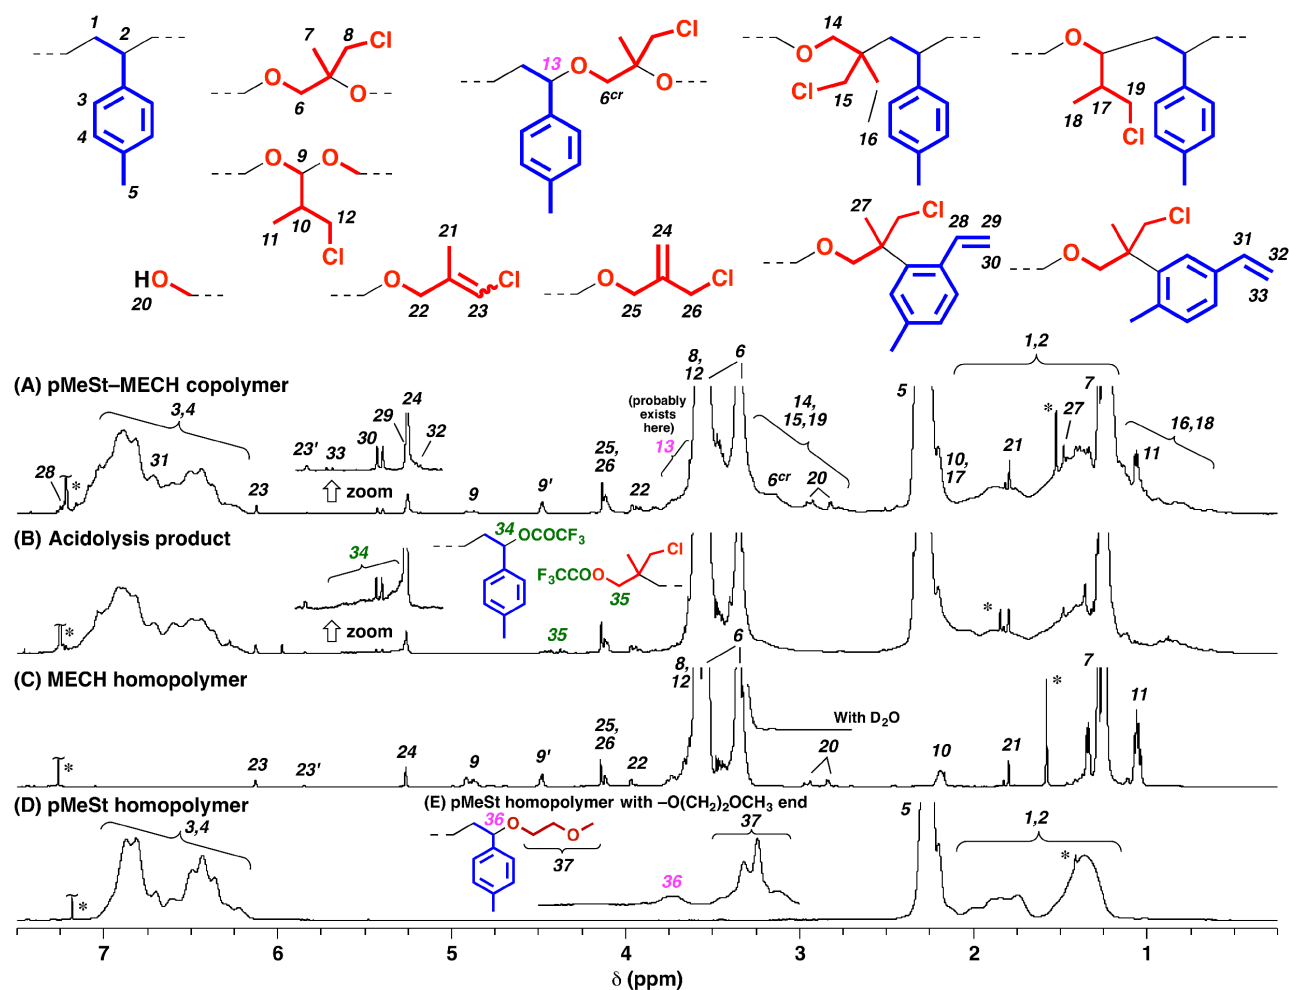 1
2
3
4
5
7
8
Cl
O
6
O
9
O
O
10
11
12
Cl
13
O
Cl
O
6cr
14
O
Cl
15
16
O
19
18
17
Cl
HO
20
21
O
Cl
22
23
24
O
Cl
25
26
27
Cl
28
29
O
30
Cl
31
32
O
33
(A) pMeSt–MECH copolymer
3,4
28
*
31
23
23'
33
30
29
24
32
zoom
9
9'
25,
26
22
(probably
exists
here)
13
8,
12
6
14,
15,19
6cr
20
5
10,
17
1,2
21
*
27
7
11
16,18
(B) Acidolysis product
*
34
zoom
34
OCOCF3
F3CCOO
Cl
35
35
*
(C) MECH homopolymer
*
23
23'
24
9
9'
25,
26
22
8,
12
6
With D2O
20
10
21
*
7
11
(D) pMeSt homopolymer
3,4
*
(E) pMeSt homopolymer with –O(CH2)2OCH3 end
36
O
O
37
36
37
5
1,2
*
7
6
5
4
3
2
1
δ (ppm)